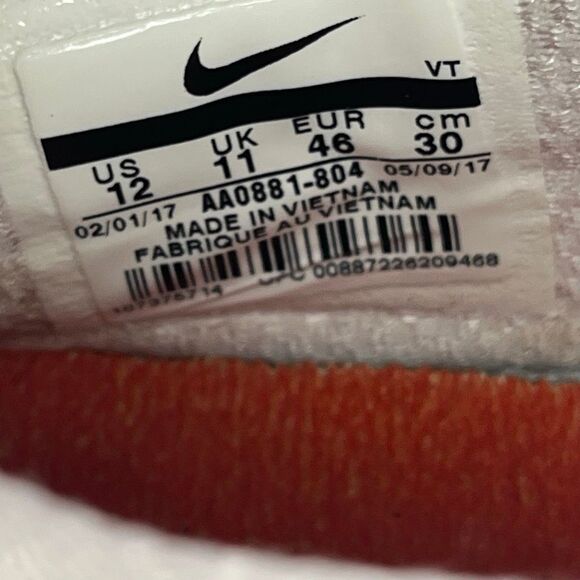 VT
US UK EUR cm
12 11 46 30
02/01/17 AA0881-804 05/09/17
MADE IN VIETNAM
FABRIQUE AU VIETNAM
UPC 00887226209468